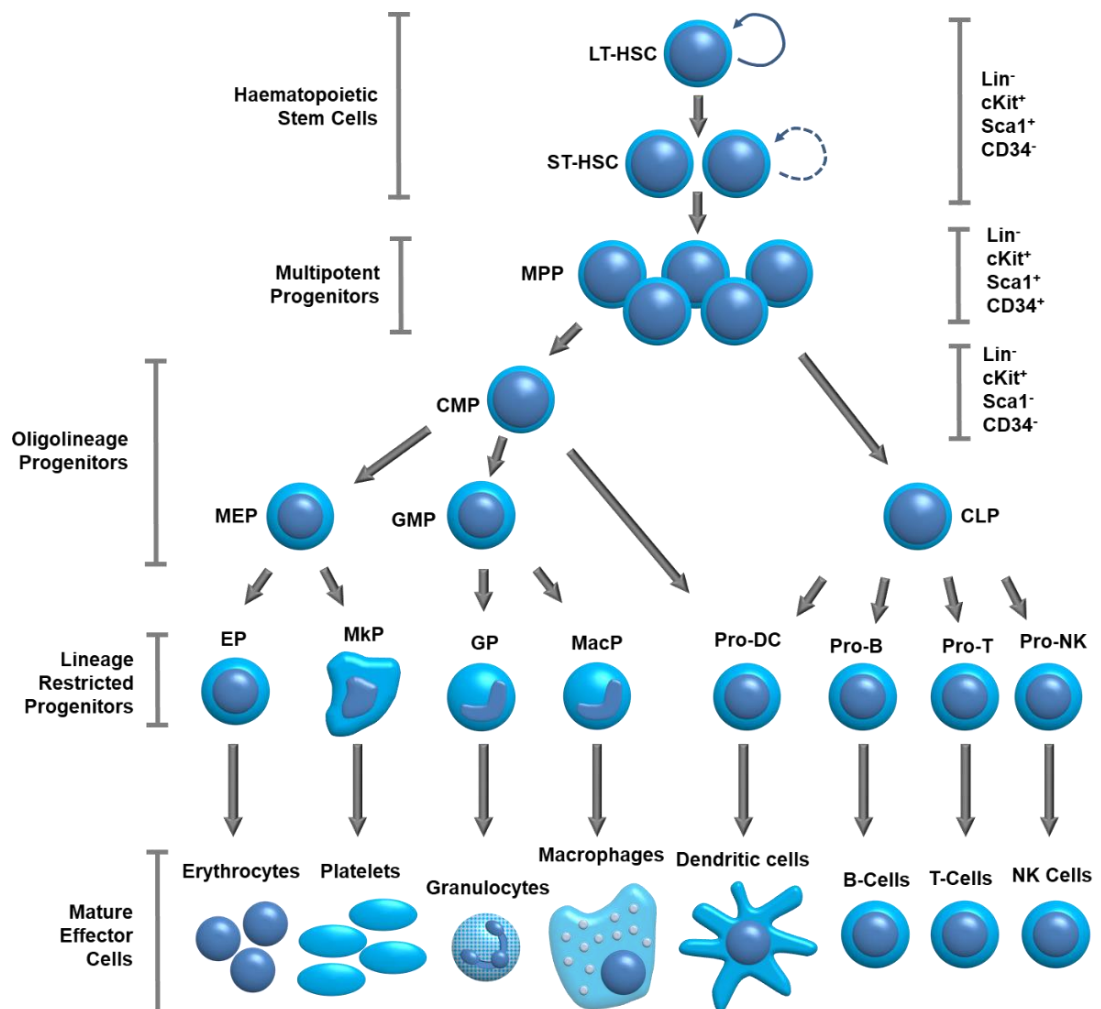 LT-HSC
Haematopoietic
Stem Cells
Lin⁻
cKit⁺
Sca1⁺
CD34⁻
ST-HSC
Multipotent
Progenitors
MPP
Lin⁻
cKit⁺
Sca1⁺
CD34⁺
Lin⁻
cKit⁺
Sca1⁻
CD34⁻
CMP
Oligolineage
Progenitors
MEP
GMP
CLP
Lineage
Restricted
Progenitors
EP
MkP
GP
MacP
Pro-DC
Pro-B
Pro-T
Pro-NK
Mature
Effector
Cells
Erythrocytes
Platelets
Granulocytes
Macrophages
Dendritic cells
B-Cells
T-Cells
NK Cells